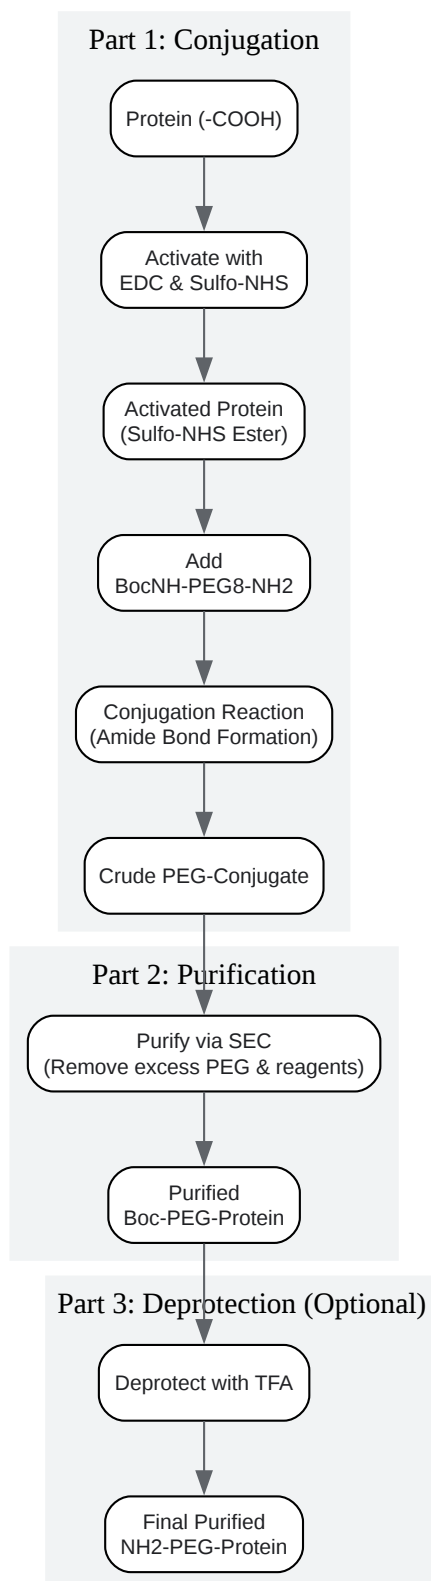 Part 1: Conjugation
Protein (-COOH)
Activate with
EDC & Sulfo-NHS
Activated Protein
(Sulfo-NHS Ester)
Add
BocNH-PEG8-NH2
Conjugation Reaction
(Amide Bond Formation)
Crude PEG-Conjugate
Part 2: Purification
Purify via SEC
(Remove excess PEG & reagents)
Purified
Boc-PEG-Protein
Part 3: Deprotection (Optional)
Deprotect with TFA
Final Purified
NH2-PEG-Protein